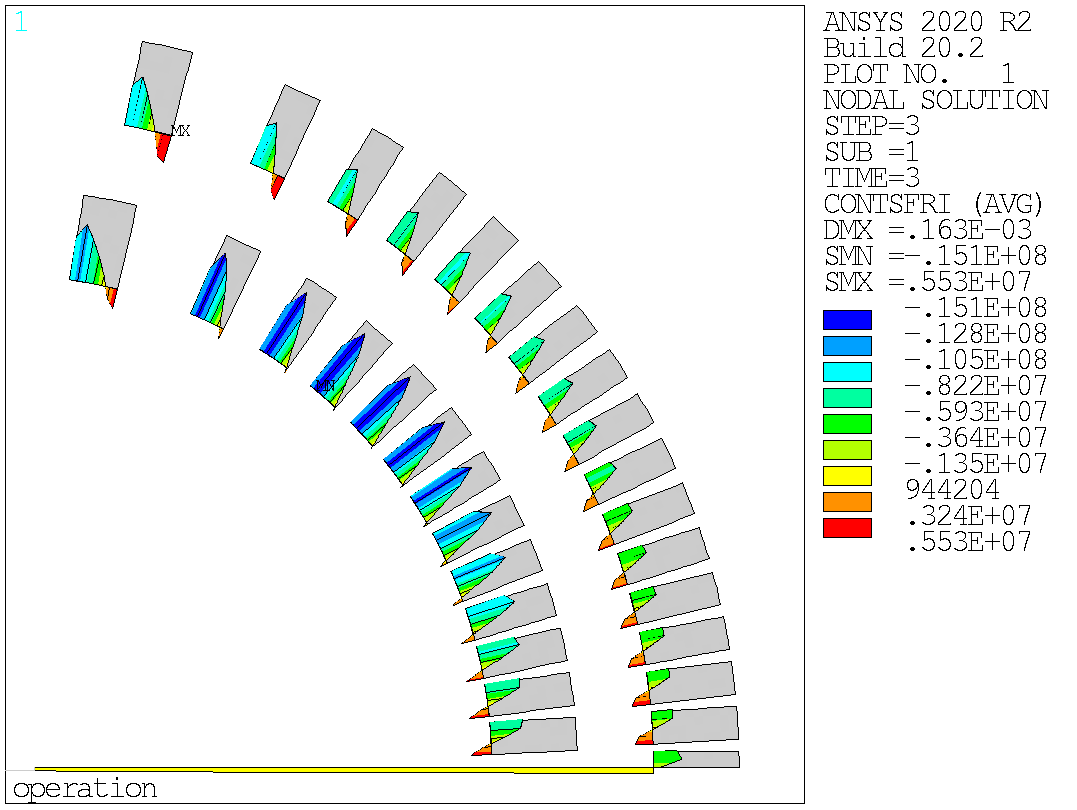 1
ANSYS 2020 R2
Build 20.2
PLOT NO.   1
NODAL SOLUTION
STEP=3
SUB =1
TIME=3
CONTSFRI (AVG)
DMX =.163E-03
SMN =-.151E+08
SMX =.553E+07
-.151E+08
-.128E+08
-.105E+08
-.822E+07
-.593E+07
-.364E+07
-.135E+07
944204
.324E+07
.553E+07
MX
MN
operation